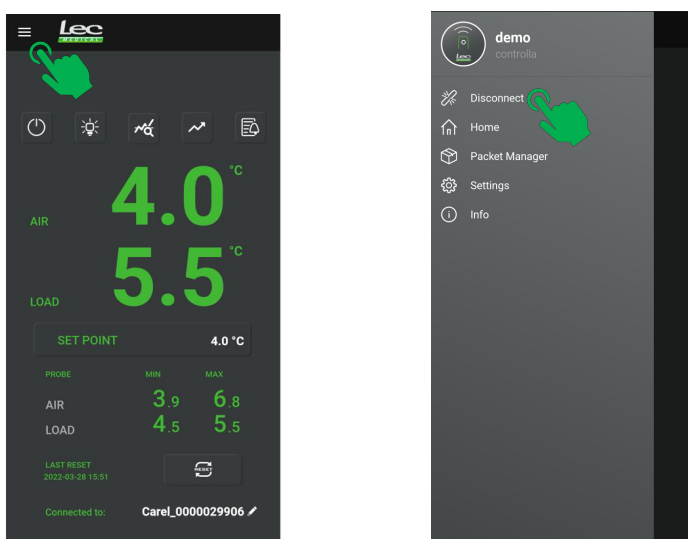 Lec
MEDICAL
°C
AIR 4.0
°C
LOAD 5.5
SET POINT 4.0 °C
PROBE MIN MAX
AIR 3.9 6.8
LOAD 4.5 5.5
LAST RESET
2022-03-28 15:51
RESET
Connected to: Carel_0000029906
demo
controlla
Lec
Disconnect
Home
Packet Manager
Settings
Info